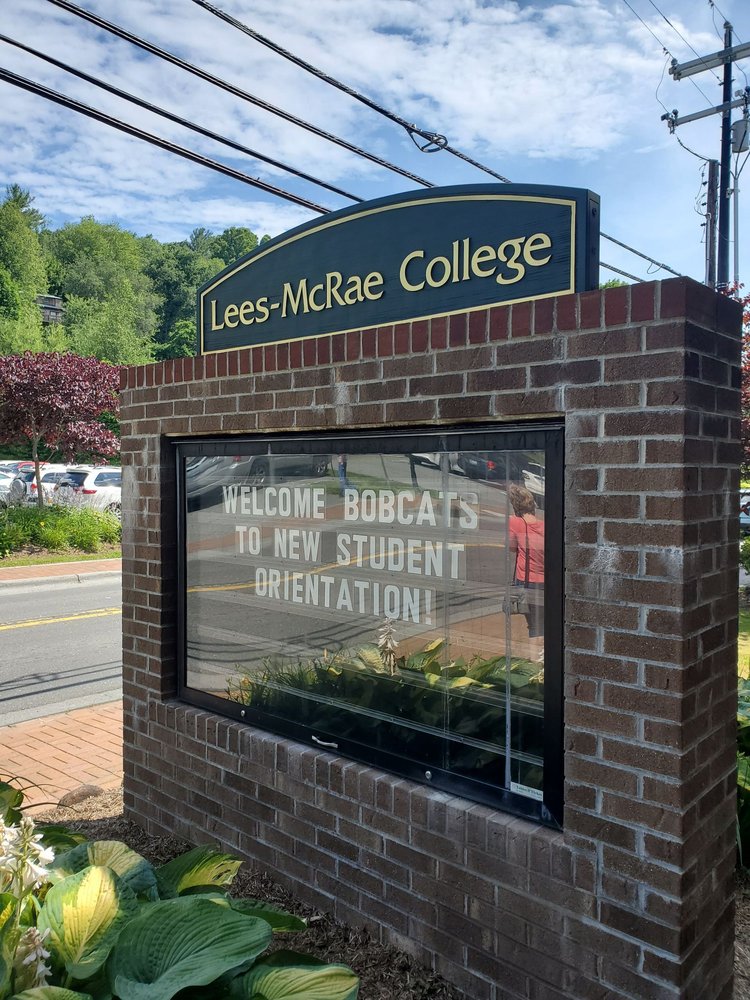 Lees-McRae College
WELCOME BOBCATS
TO NEW STUDENT
ORIENTATION!